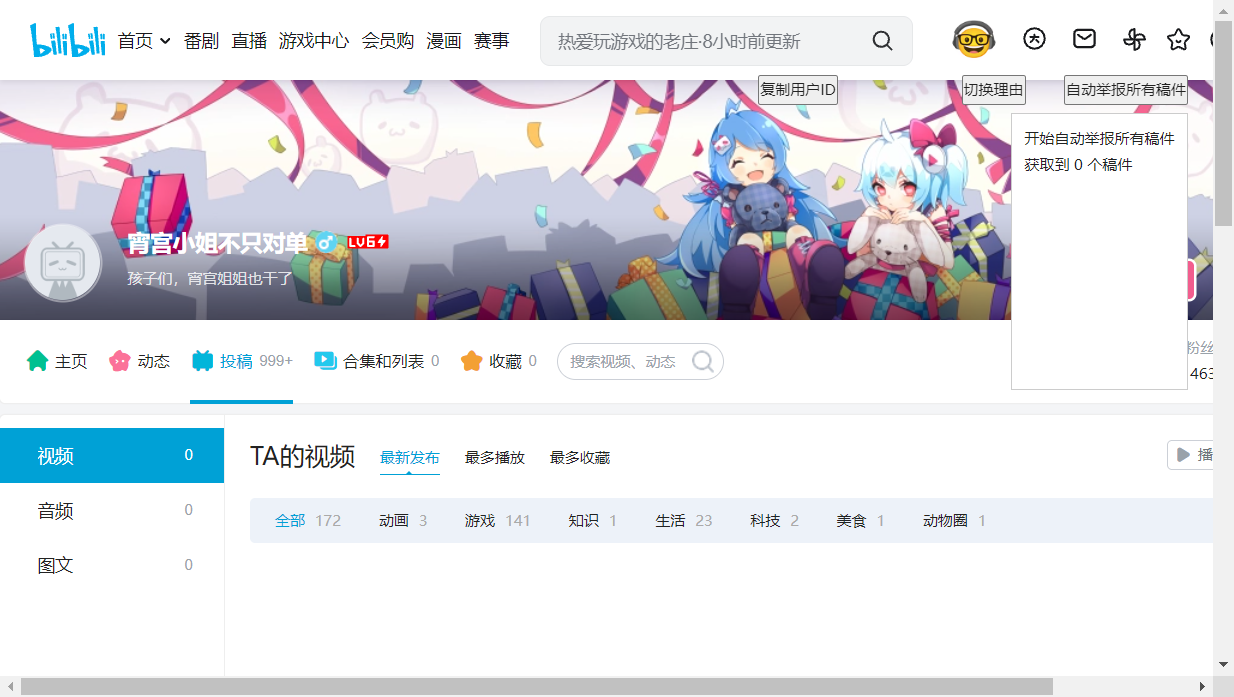 bilibili 首页 番剧 直播 游戏中心 会员购 漫画 赛事 热爱玩游戏的老庄·8小时前更新
复制用户ID 切换理由 自动举报所有稿件
开始自动举报所有稿件
获取到 0 个稿件
宵宫小姐不只对单 LV6
孩子们，宵宫姐姐也干了
主页 动态 投稿 999+ 合集和列表 0 收藏 0 搜索视频、动态 粉丝
463
视频 0
音频 0
图文 0
TA的视频 最新发布 最多播放 最多收藏 播
全部 172 动画 3 游戏 141 知识 1 生活 23 科技 2 美食 1 动物圈 1